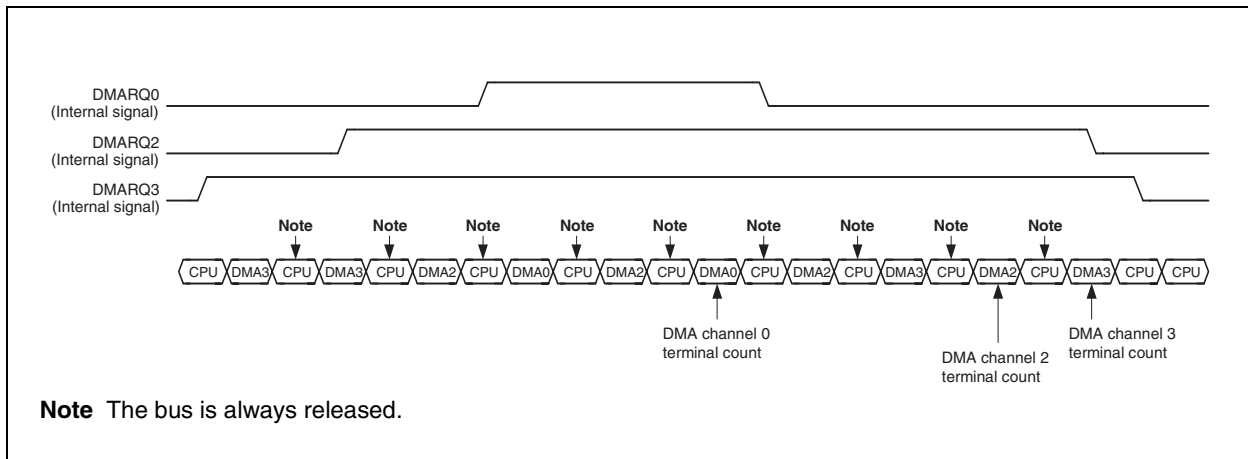 DMARQ0
(Internal signal)
DMARQ2
(Internal signal)
DMARQ3
(Internal signal)
Note Note Note Note Note Note Note Note Note
CPU DMA3 CPU DMA3 CPU DMA2 CPU DMA0 CPU DMA2 CPU DMA0 CPU DMA2 CPU DMA3 CPU DMA2 CPU DMA3 CPU CPU
DMA channel 0
terminal count
DMA channel 2
terminal count
DMA channel 3
terminal count
Note The bus is always released.